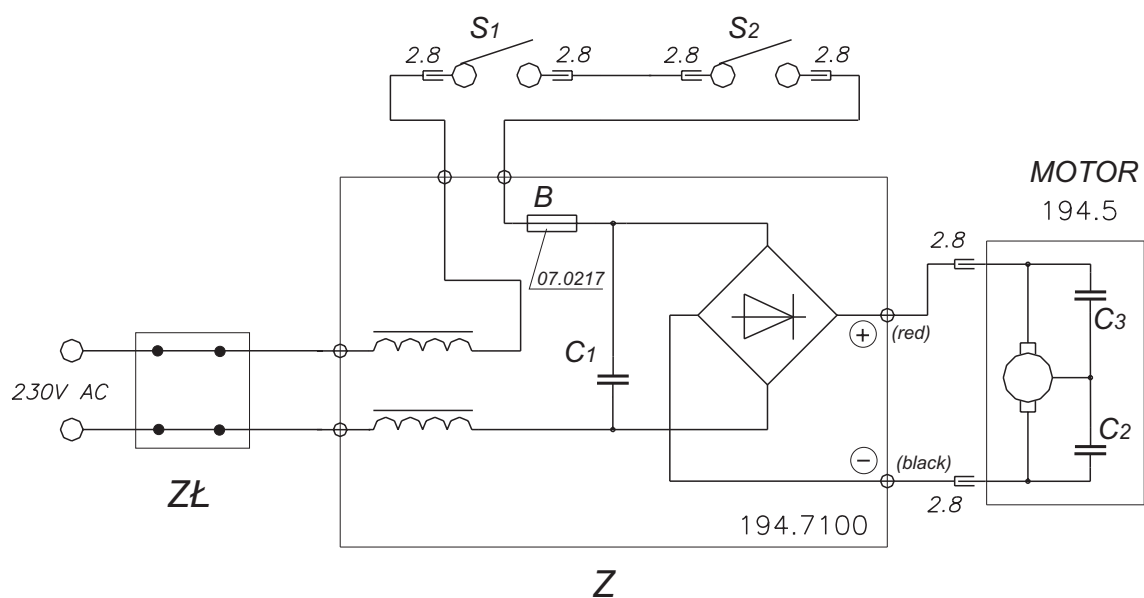 S1
S2
2.8
2.8
2.8
2.8
B
07.0217
MOTOR
194.5
2.8
(red)
C3
C1
230V AC
C2
(black)
2.8
ZŁ
194.7100
Z